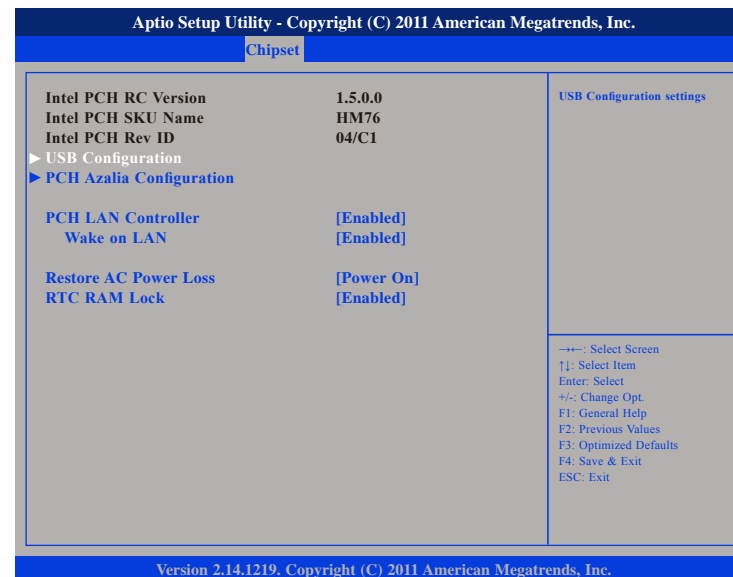 Aptio Setup Utility - Copyright (C) 2011 American Megatrends, Inc.
Chipset
Intel PCH RC Version 1.5.0.0
Intel PCH SKU Name HM76
Intel PCH Rev ID 04/C1
▶ USB Configuration
▶ PCH Azalia Configuration
PCH LAN Controller [Enabled]
Wake on LAN [Enabled]
Restore AC Power Loss [Power On]
RTC RAM Lock [Enabled]
USB Configuration settings
→←: Select Screen
↑↓: Select Item
Enter: Select
+/-: Change Opt.
F1: General Help
F2: Previous Values
F3: Optimized Defaults
F4: Save & Exit
ESC: Exit
Version 2.14.1219. Copyright (C) 2011 American Megatrends, Inc.